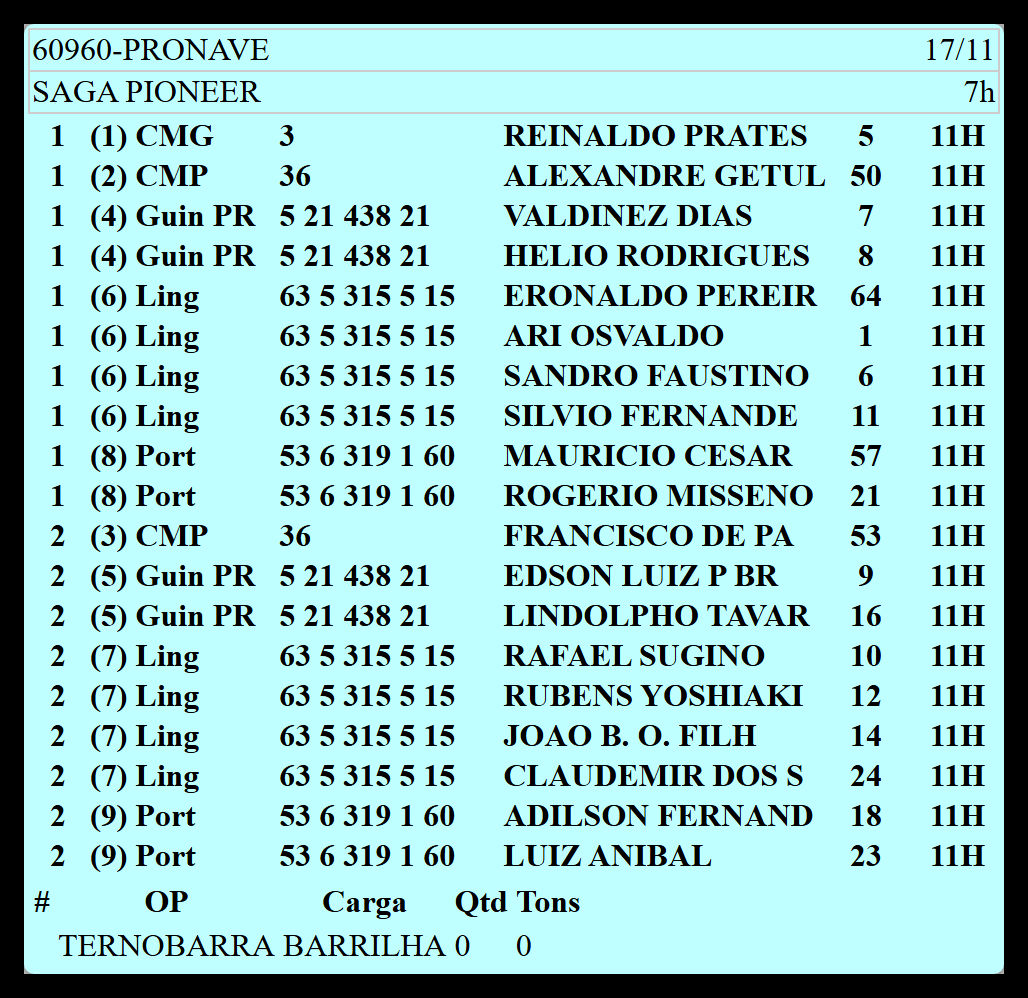 60960-PRONAVE 17/11
SAGA PIONEER 7h
1 (1) CMG 3 REINALDO PRATES 5 11H
1 (2) CMP 36 ALEXANDRE GETUL 50 11H
1 (4) Guin PR 5 21 438 21 VALDINEZ DIAS 7 11H
1 (4) Guin PR 5 21 438 21 HELIO RODRIGUES 8 11H
1 (6) Ling 63 5 315 5 15 ERONALDO PEREIR 64 11H
1 (6) Ling 63 5 315 5 15 ARI OSVALDO 1 11H
1 (6) Ling 63 5 315 5 15 SANDRO FAUSTINO 6 11H
1 (6) Ling 63 5 315 5 15 SILVIO FERNANDE 11 11H
1 (8) Port 53 6 319 1 60 MAURICIO CESAR 57 11H
1 (8) Port 53 6 319 1 60 ROGERIO MISSENO 21 11H
2 (3) CMP 36 FRANCISCO DE PA 53 11H
2 (5) Guin PR 5 21 438 21 EDSON LUIZ P BR 9 11H
2 (5) Guin PR 5 21 438 21 LINDOLPHO TAVAR 16 11H
2 (7) Ling 63 5 315 5 15 RAFAEL SUGINO 10 11H
2 (7) Ling 63 5 315 5 15 RUBENS YOSHIAKI 12 11H
2 (7) Ling 63 5 315 5 15 JOAO B. O. FILH 14 11H
2 (7) Ling 63 5 315 5 15 CLAUDEMIR DOS S 24 11H
2 (9) Port 53 6 319 1 60 ADILSON FERNAND 18 11H
2 (9) Port 53 6 319 1 60 LUIZ ANIBAL 23 11H
# OP Carga Qtd Tons
TERNOBARRA BARRILHA 0 0